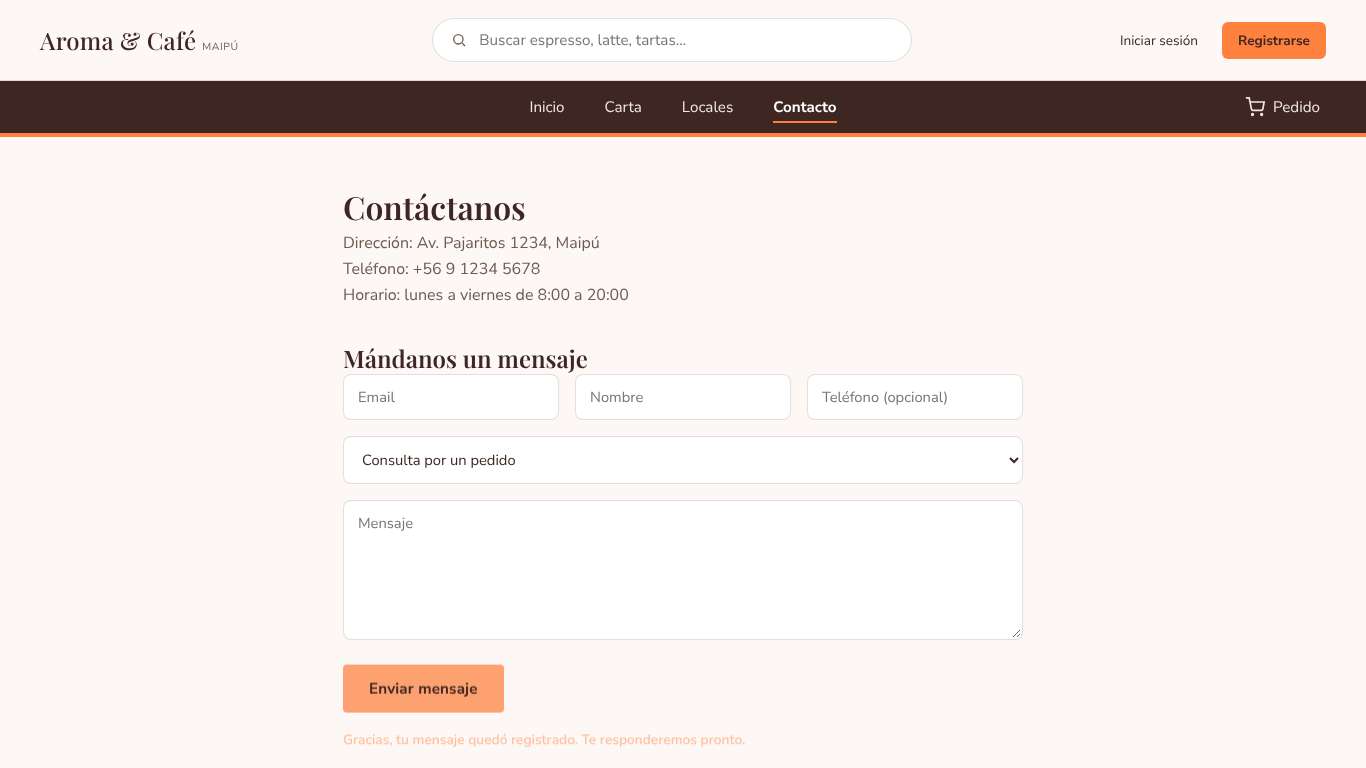 Aroma & Café MAIPÚ
Buscar espresso, latte, tartas...
Iniciar sesión
Registrarse
Inicio
Carta
Locales
Contacto
Pedido
Contáctanos
Dirección: Av. Pajaritos 1234, Maipú
Teléfono: +56 9 1234 5678
Horario: lunes a viernes de 8:00 a 20:00
Mándanos un mensaje
Email
Nombre
Teléfono (opcional)
Consulta por un pedido
Mensaje
Enviar mensaje
Gracias, tu mensaje quedó registrado. Te responderemos pronto.